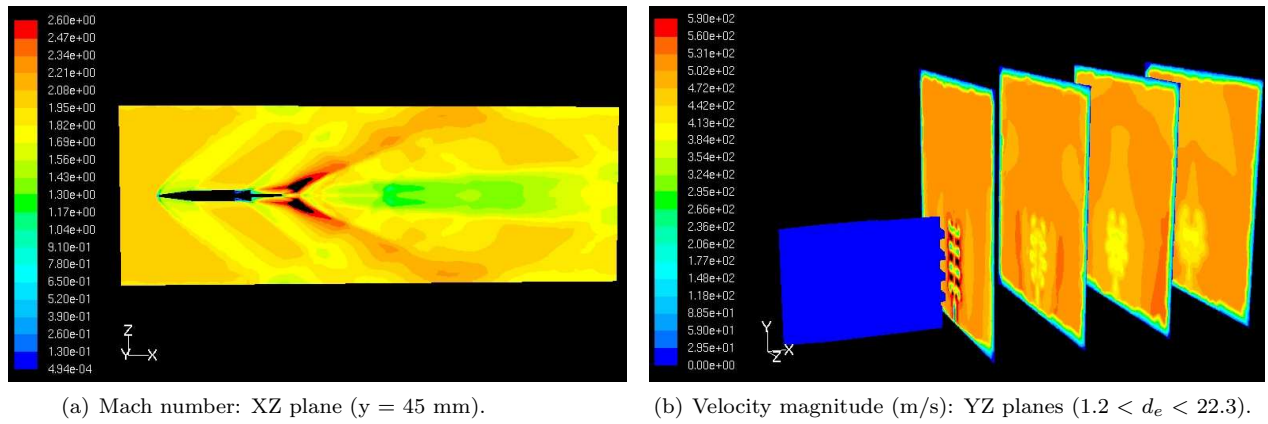 2.60e+00
2.47e+00
2.34e+00
2.21e+00
2.08e+00
1.95e+00
1.82e+00
1.69e+00
1.56e+00
1.43e+00
1.30e+00
1.17e+00
1.04e+00
9.10e-01
7.80e-01
6.50e-01
5.20e-01
3.90e-01
2.60e-01
1.30e-01
4.94e-04
Z
Y X
(a) Mach number: XZ plane (y = 45 mm).
5.90e+02
5.60e+02
5.31e+02
5.02e+02
4.72e+02
4.42e+02
4.13e+02
3.84e+02
3.54e+02
3.24e+02
2.95e+02
2.66e+02
2.36e+02
2.06e+02
1.77e+02
1.48e+02
1.18e+02
8.85e+01
5.90e+01
2.95e+01
0.00e+00
Y
Z X
(b) Velocity magnitude (m/s): YZ planes (1.2 < d_e < 22.3).